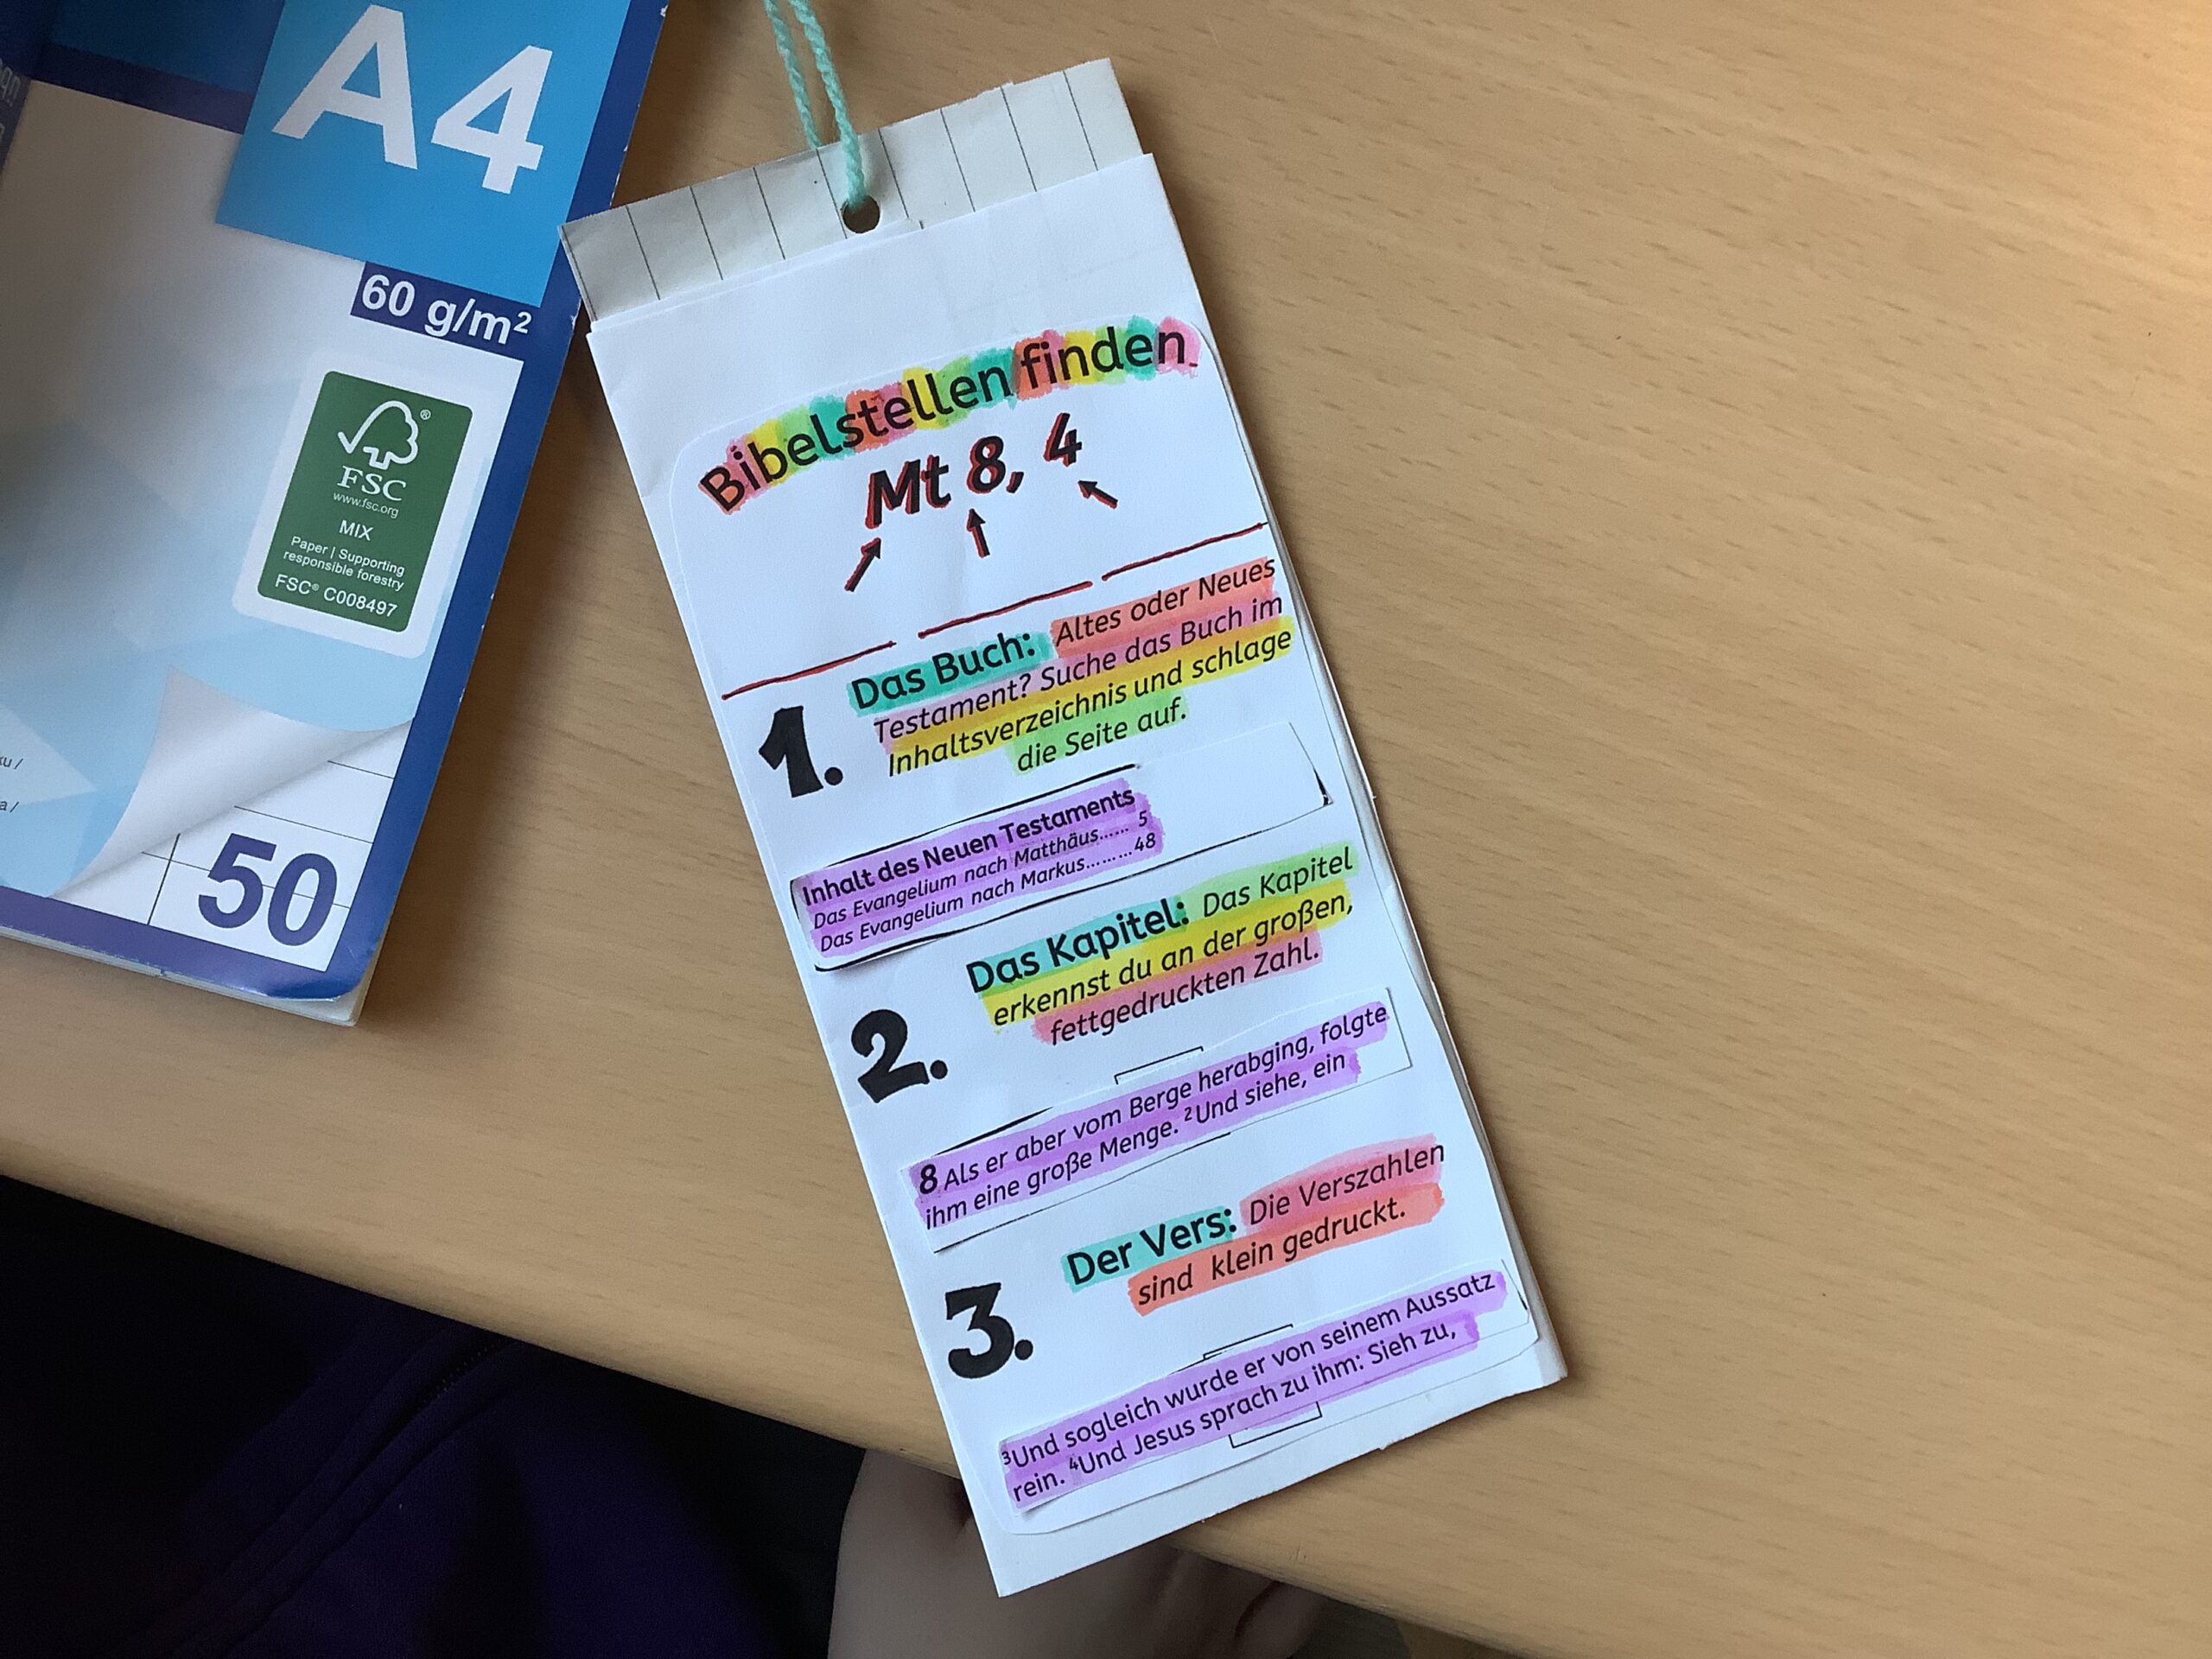 A4
60 g/m²
FSC®
www.fsc.org
MIX
Paper | Supporting
responsible forestry
FSC® C008497
50
Bibelstellen finden
Mt 8, 4
1.
Das Buch: Altes oder Neues
Testament? Suche das Buch im
Inhaltsverzeichnis und schlage
die Seite auf.
Inhalt des Neuen Testaments
Das Evangelium nach Matthäus...... 5
Das Evangelium nach Markus.........48
2.
Das Kapitel: Das Kapitel
erkennst du an der großen,
fettgedruckten Zahl.
8 Als er aber vom Berge herabging, folgte
ihm eine große Menge. ²Und siehe, ein
3.
Der Vers: Die Verszahlen
sind klein gedruckt.
³Und sogleich wurde er von seinem Aussatz
rein. ⁴Und Jesus sprach zu ihm: Sieh zu,